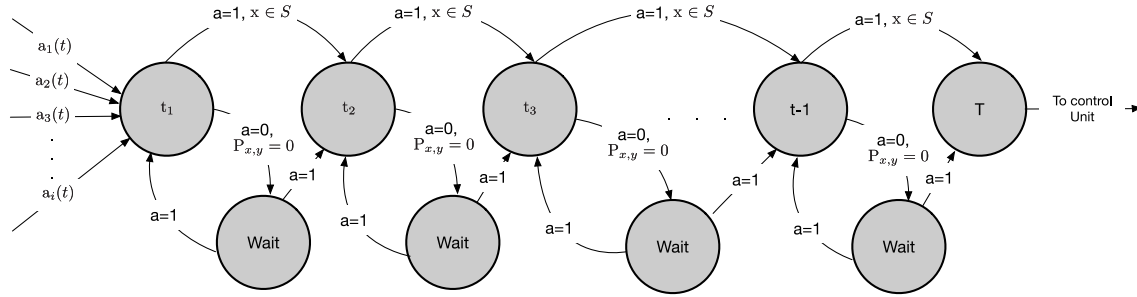 a=1, x ∈ S
a=1, x ∈ S
a=1, x ∈ S
a=1, x ∈ S
a₁(t)
a₂(t)
a₃(t)
.
.
.
aᵢ(t)
t₁
t₂
t₃
. . .
t-1
T
To control
Unit
a=0,
Pₓ,ᵧ = 0
a=0,
Pₓ,ᵧ = 0
a=0,
Pₓ,ᵧ = 0
a=0,
Pₓ,ᵧ = 0
a=1
a=1
a=1
a=1
a=1
a=1
a=1
a=1
Wait
Wait
Wait
Wait